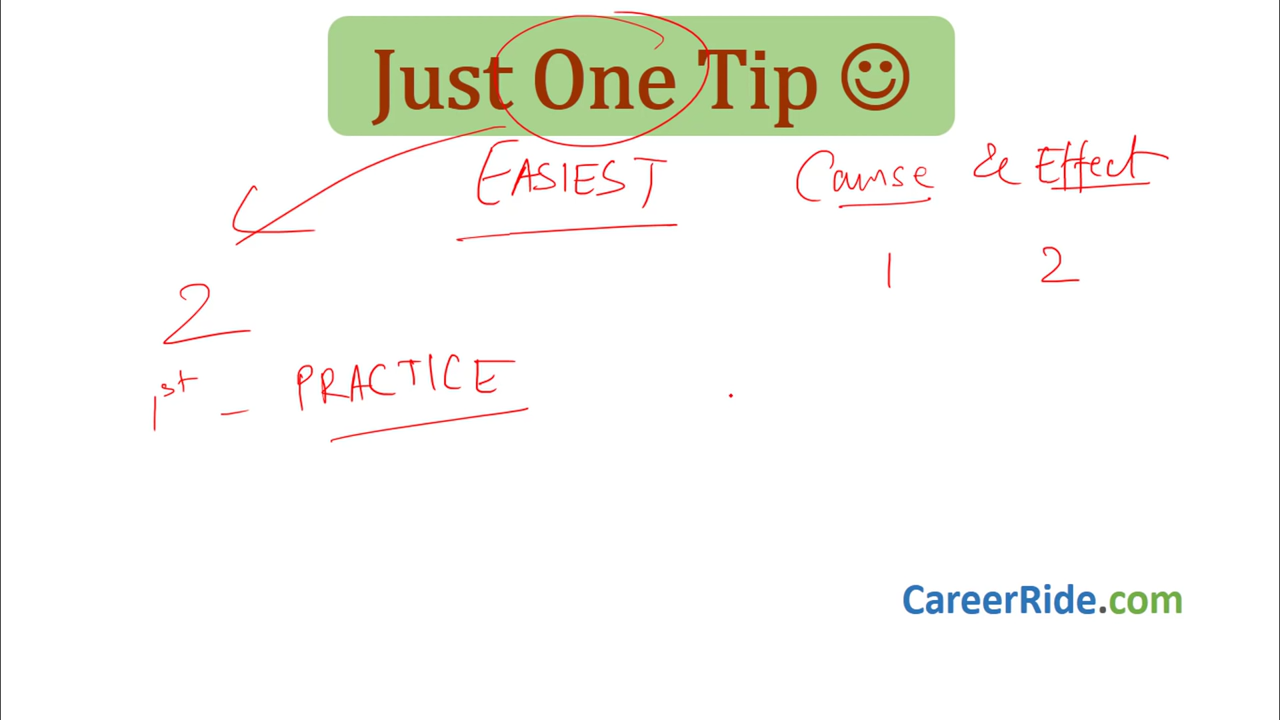 Just One Tip
EASIEST
Cause & Effect
1 2
2
1st - PRACTICE
CareerRide.com